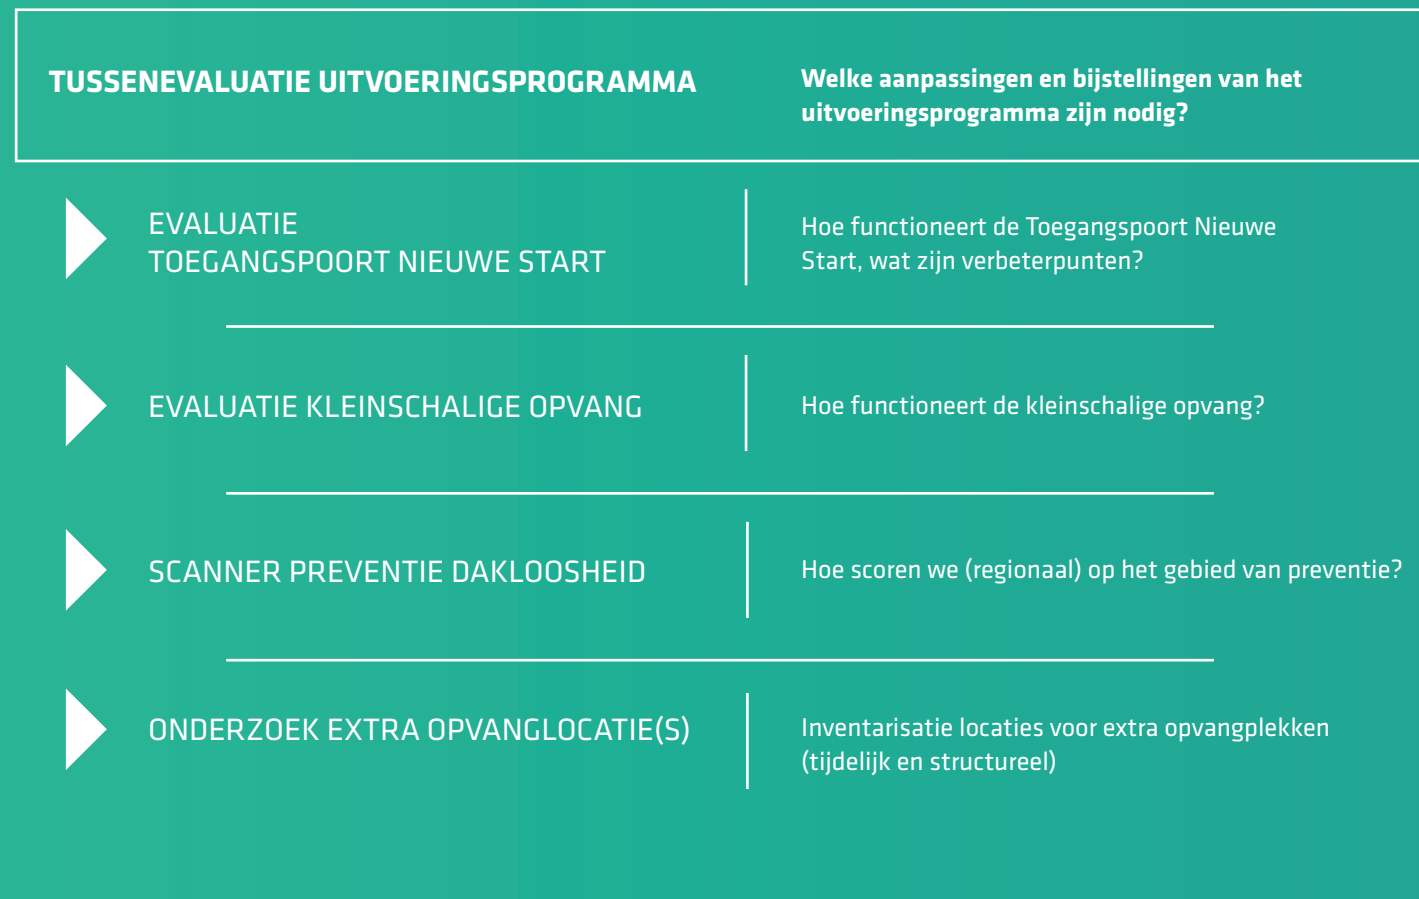 TUSSENEVALUATIE UITVOERINGSPROGRAMMA
Welke aanpassingen en bijstellingen van het
uitvoeringsprogramma zijn nodig?
EVALUATIE
TOEGANGSPOORT NIEUWE START
Hoe functioneert de Toegangspoort Nieuwe
Start, wat zijn verbeterpunten?
EVALUATIE KLEINSCHALIGE OPVANG
Hoe functioneert de kleinschalige opvang?
SCANNER PREVENTIE DAKLOOSHEID
Hoe scoren we (regionaal) op het gebied van preventie?
ONDERZOEK EXTRA OPVANGLOCATIE(S)
Inventarisatie locaties voor extra opvangplekken
(tijdelijk en structureel)